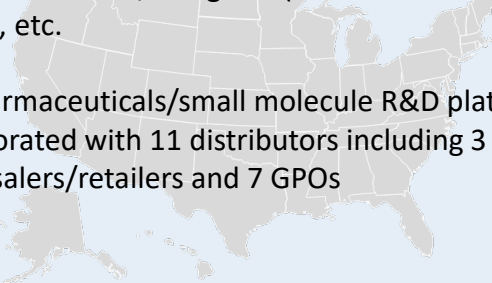 , etc.
rmaceuticals/small molecule R&D plat
orated with 11 distributors including 3
salers/retailers and 7 GPOs